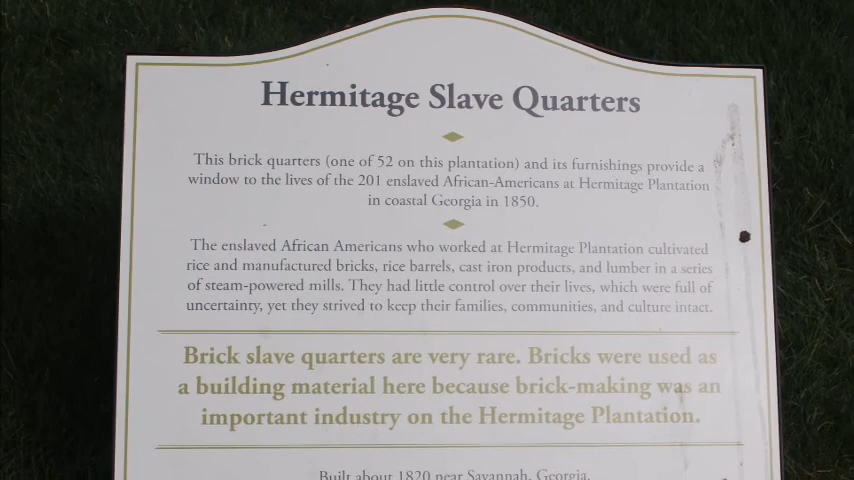 Hermitage Slave Quarters
This brick quarters (one of 52 on this plantation) and its furnishings provide a
window to the lives of the 201 enslaved African-Americans at Hermitage Plantation
in coastal Georgia in 1850.
The enslaved African Americans who worked at Hermitage Plantation cultivated
rice and manufactured bricks, rice barrels, cast iron products, and lumber in a series
of steam-powered mills. They had little control over their lives, which were full of
uncertainty, yet they strived to keep their families, communities, and culture intact.
Brick slave quarters are very rare. Bricks were used as
a building material here because brick-making was an
important industry on the Hermitage Plantation.
Built about 1820 near Savannah, Georgia.